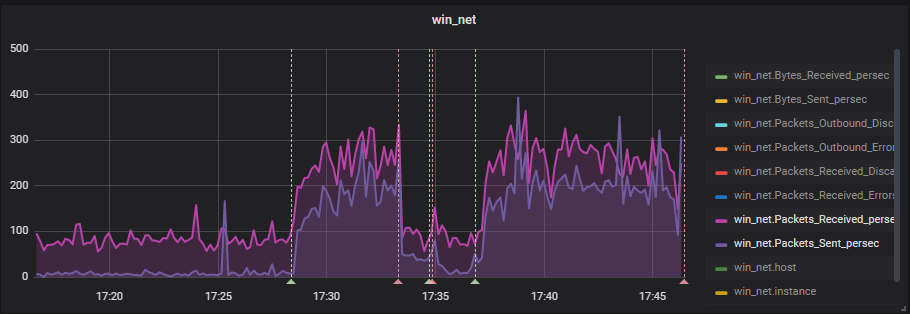 win_net
500
400
300
200
100
0
17:20 17:25 17:30 17:35 17:40 17:45
win_net.Bytes_Received_persec
win_net.Bytes_Sent_persec
win_net.Packets_Outbound_Disc
win_net.Packets_Outbound_Error
win_net.Packets_Received_Disca
win_net.Packets_Received_Errors
win_net.Packets_Received_perse
win_net.Packets_Sent_persec
win_net.host
win_net.instance